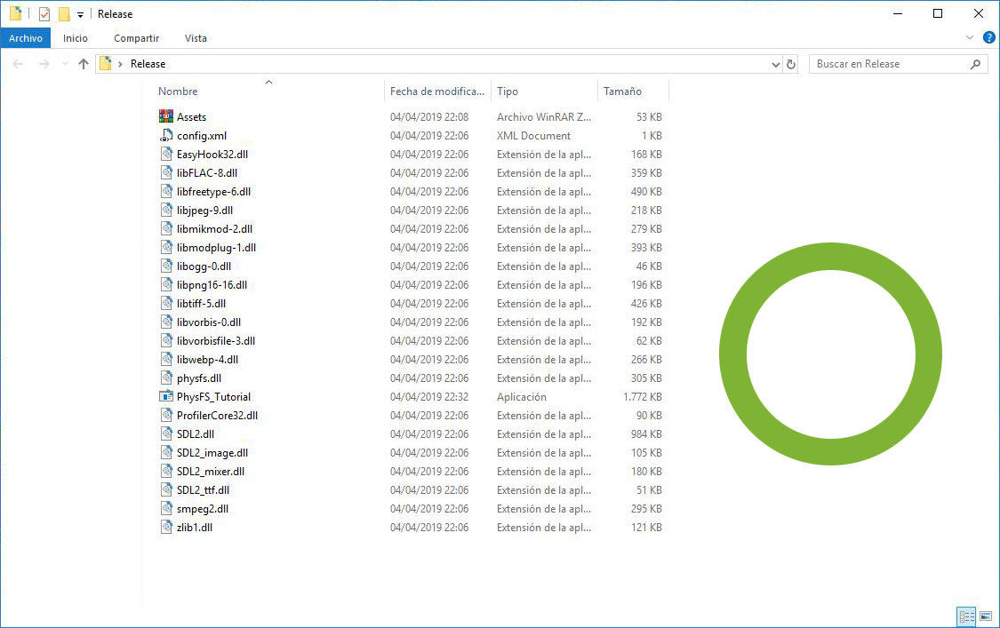 Release
Archivo Inicio Compartir Vista
Release
Buscar en Release
Nombre Fecha de modifica... Tipo Tamaño
Assets 04/04/2019 22:08 Archivo WinRAR Z... 53 KB
config.xml 04/04/2019 22:06 XML Document 1 KB
EasyHook32.dll 04/04/2019 22:06 Extensión de la apl... 168 KB
libFLAC-8.dll 04/04/2019 22:06 Extensión de la apl... 359 KB
libfreetype-6.dll 04/04/2019 22:06 Extensión de la apl... 490 KB
libjpeg-9.dll 04/04/2019 22:06 Extensión de la apl... 218 KB
libmikmod-2.dll 04/04/2019 22:06 Extensión de la apl... 279 KB
libmodplug-1.dll 04/04/2019 22:06 Extensión de la apl... 393 KB
libogg-0.dll 04/04/2019 22:06 Extensión de la apl... 46 KB
libpng16-16.dll 04/04/2019 22:06 Extensión de la apl... 196 KB
libtiff-5.dll 04/04/2019 22:06 Extensión de la apl... 426 KB
libvorbis-0.dll 04/04/2019 22:06 Extensión de la apl... 192 KB
libvorbisfile-3.dll 04/04/2019 22:06 Extensión de la apl... 62 KB
libwebp-4.dll 04/04/2019 22:06 Extensión de la apl... 266 KB
physfs.dll 04/04/2019 22:06 Extensión de la apl... 305 KB
PhysFS_Tutorial 04/04/2019 22:32 Aplicación 1.772 KB
ProfilerCore32.dll 04/04/2019 22:06 Extensión de la apl... 90 KB
SDL2.dll 04/04/2019 22:06 Extensión de la apl... 984 KB
SDL2_image.dll 04/04/2019 22:06 Extensión de la apl... 105 KB
SDL2_mixer.dll 04/04/2019 22:06 Extensión de la apl... 180 KB
SDL2_ttf.dll 04/04/2019 22:06 Extensión de la apl... 51 KB
smpeg2.dll 04/04/2019 22:06 Extensión de la apl... 295 KB
zlib1.dll 04/04/2019 22:06 Extensión de la apl... 121 KB